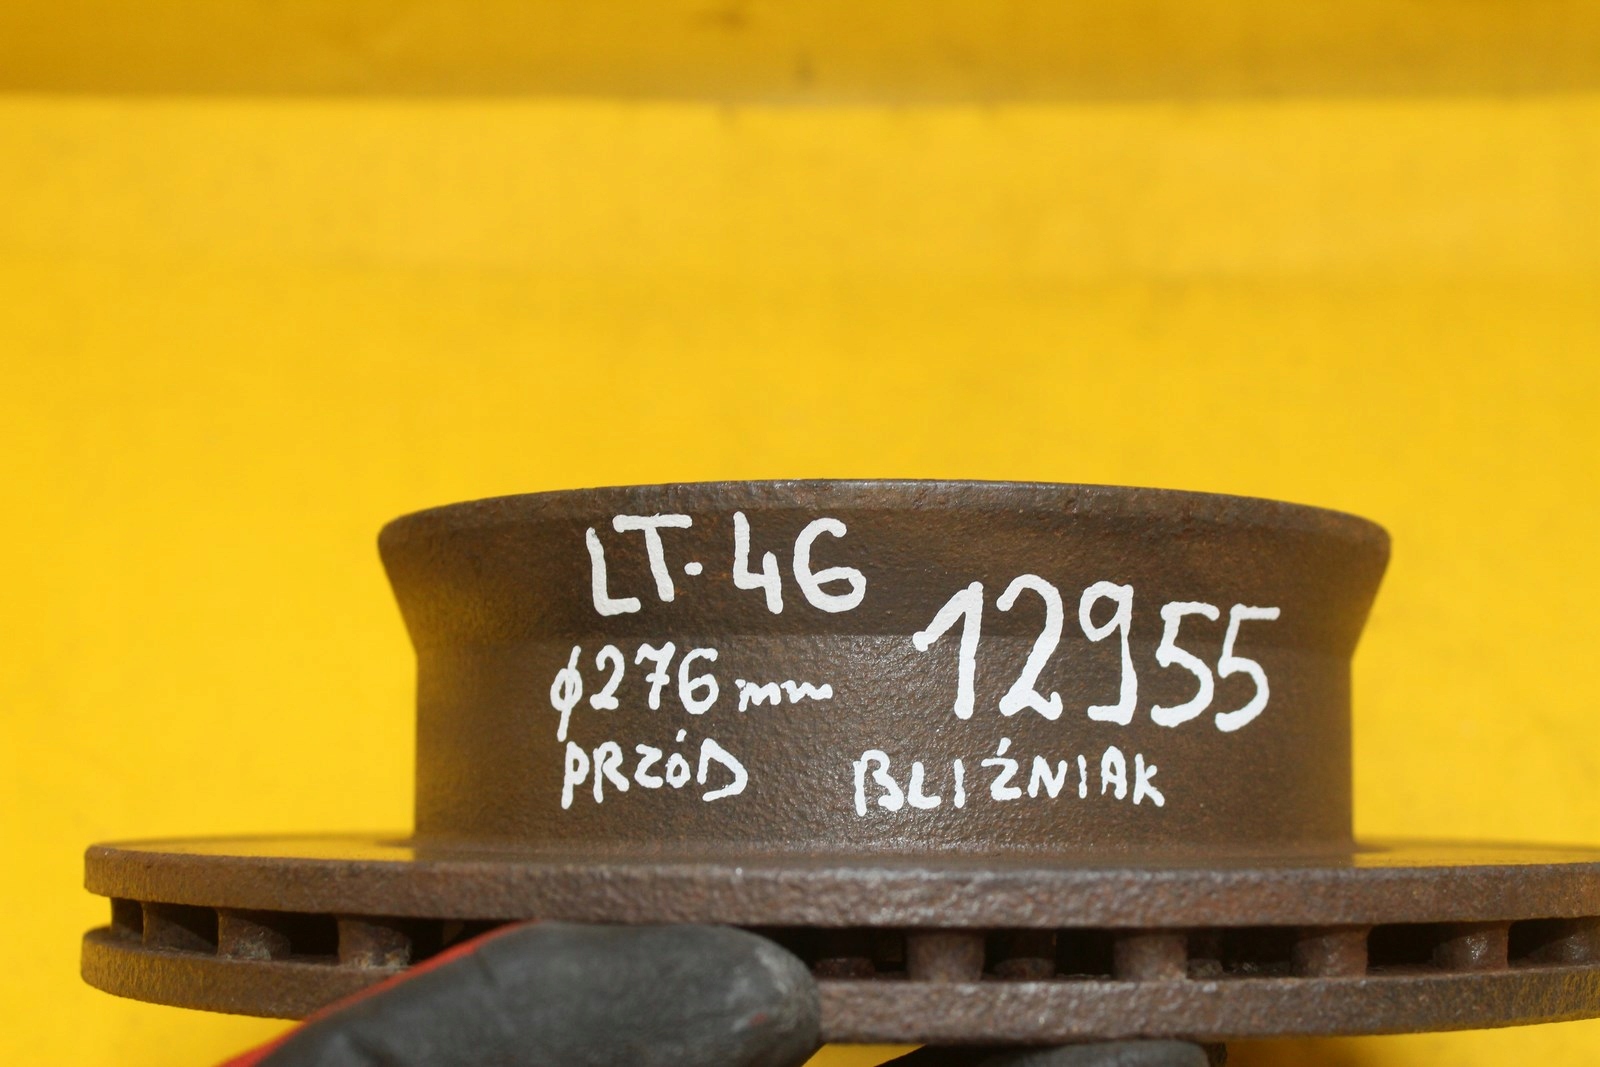 LT-46
12955
ϕ276mm
PRZÓD BLIŹNIAK